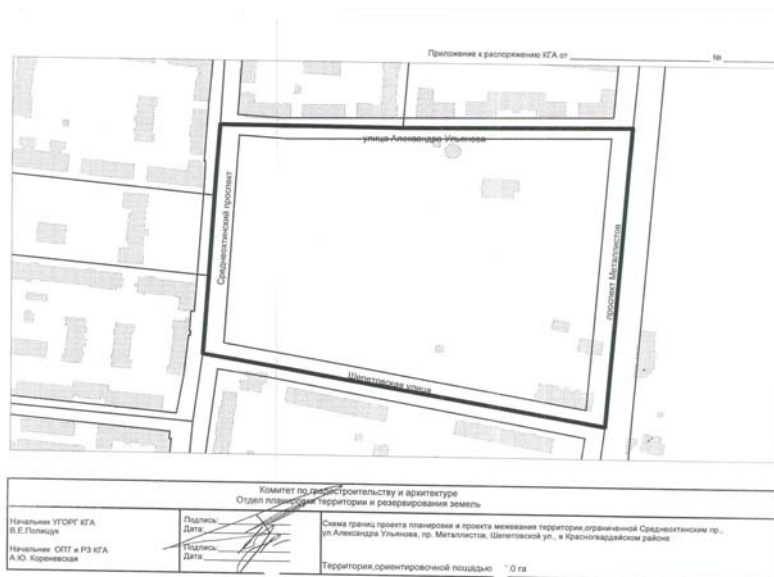 Приложение к распоряжению КГА от __________ № ______
улица Александра Ульянова
Среднеохтинский проспект
проспект Металлистов
Шепетовская улица
Комитет по градостроительству и архитектуре
Отдел планировки территории и резервирования земель
Начальник УГОРГ КГА
В.Е.Полищук
Подпись:
Дата:
Начальник ОПТ и РЗ КГА
А.Ю. Кореневская
Подпись:
Дата:
Схема границ проекта планировки и проекта межевания территории,ограниченной Среднеохтинским пр.,
ул.Александра Ульянова, пр. Металлистов, Шепетовской ул., в Красногвардейском районе
Территория,ориентировочной пощадью .0 га